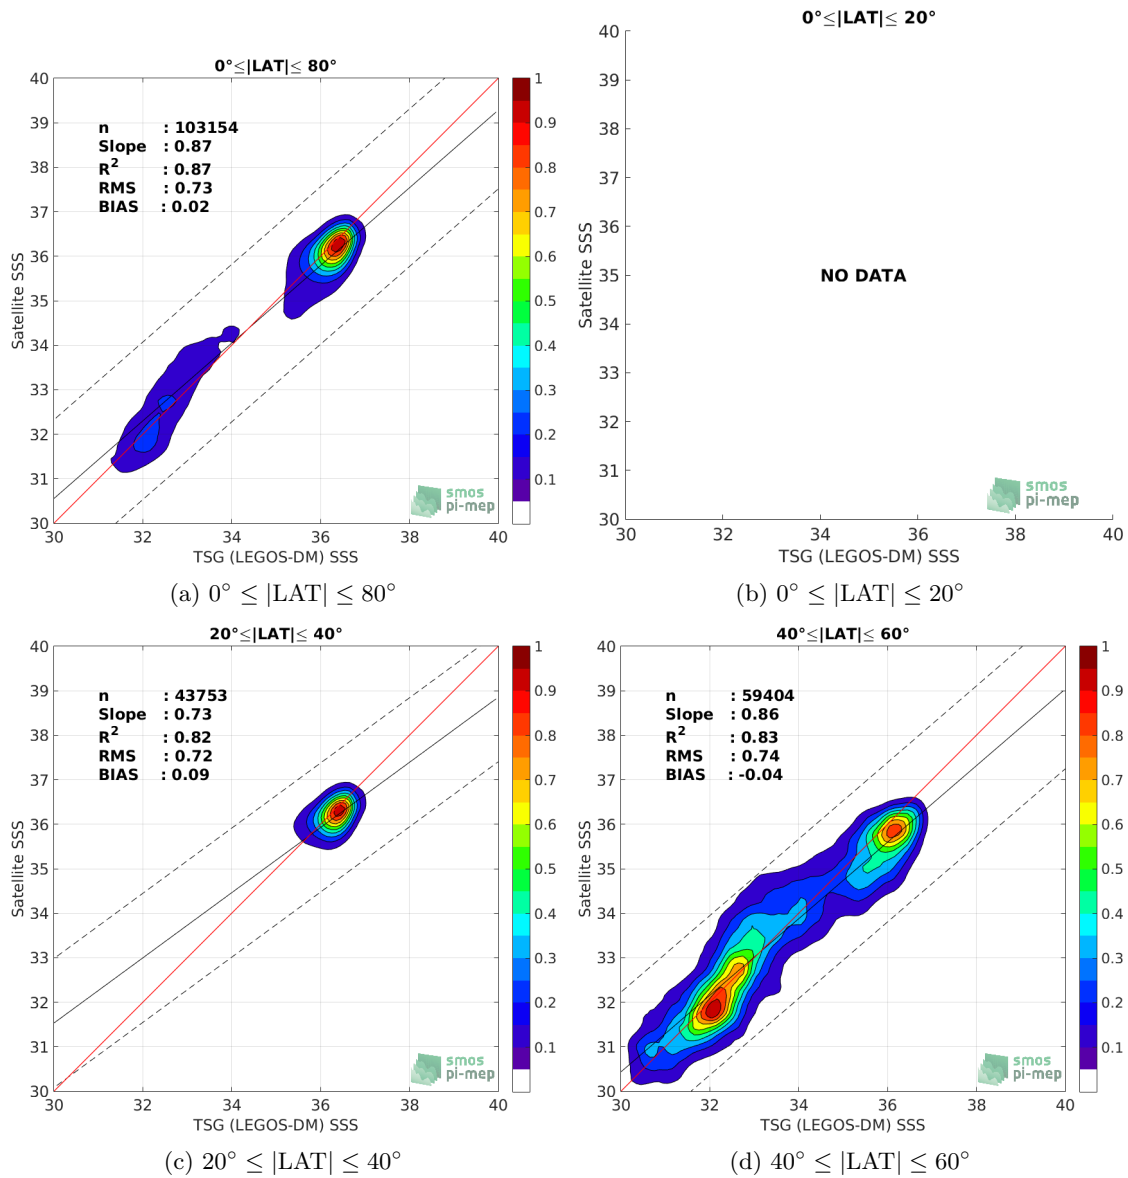 0°≤|LAT|≤ 80°
40
39
38
37
36
35
34
33
32
31
30
Satellite SSS
n : 103154
Slope : 0.87
R2 : 0.87
RMS : 0.73
BIAS : 0.02
smos
pi-mep
30 32 34 36 38 40
TSG (LEGOS-DM) SSS
1
0.9
0.8
0.7
0.6
0.5
0.4
0.3
0.2
0.1
(a) 0° ≤ |LAT| ≤ 80°
0°≤|LAT|≤ 20°
40
39
38
37
36
35
34
33
32
31
30
Satellite SSS
NO DATA
smos
pi-mep
30 32 34 36 38 40
TSG (LEGOS-DM) SSS
(b) 0° ≤ |LAT| ≤ 20°
20°≤|LAT|≤ 40°
40
39
38
37
36
35
34
33
32
31
30
Satellite SSS
n : 43753
Slope : 0.73
R2 : 0.82
RMS : 0.72
BIAS : 0.09
smos
pi-mep
30 32 34 36 38 40
TSG (LEGOS-DM) SSS
1
0.9
0.8
0.7
0.6
0.5
0.4
0.3
0.2
0.1
(c) 20° ≤ |LAT| ≤ 40°
40°≤|LAT|≤ 60°
40
39
38
37
36
35
34
33
32
31
30
Satellite SSS
n : 59404
Slope : 0.86
R2 : 0.83
RMS : 0.74
BIAS : -0.04
smos
pi-mep
30 32 34 36 38 40
TSG (LEGOS-DM) SSS
1
0.9
0.8
0.7
0.6
0.5
0.4
0.3
0.2
0.1
(d) 40° ≤ |LAT| ≤ 60°